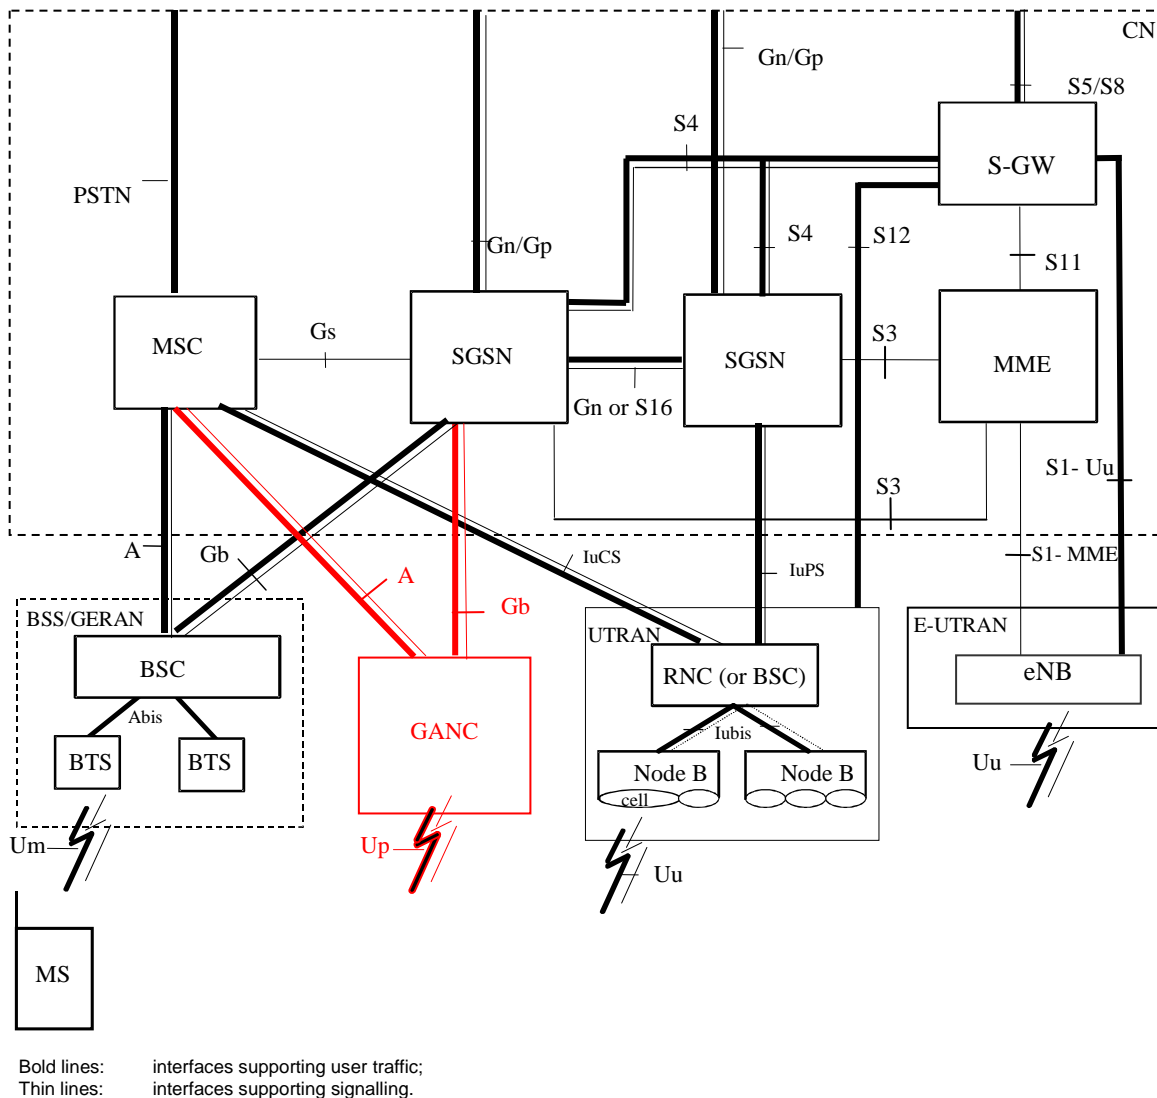 CN
Gn/Gp
S5/S8
S4
S-GW
PSTN
Gn/Gp
S4
S12
S11
MSC
Gs
SGSN
SGSN
S3
MME
Gn or S16
S1- Uu
S3
A
Gb
IuCS
IuPS
S1- MME
A
Gb
BSS/GERAN
UTRAN
E-UTRAN
BSC
RNC (or BSC)
eNB
Abis
GANC
Iubis
BTS
BTS
Node B
Node B
Uu
cell
Um
Up
Uu
MS
Bold lines: interfaces supporting user traffic;
Thin lines: interfaces supporting signalling.